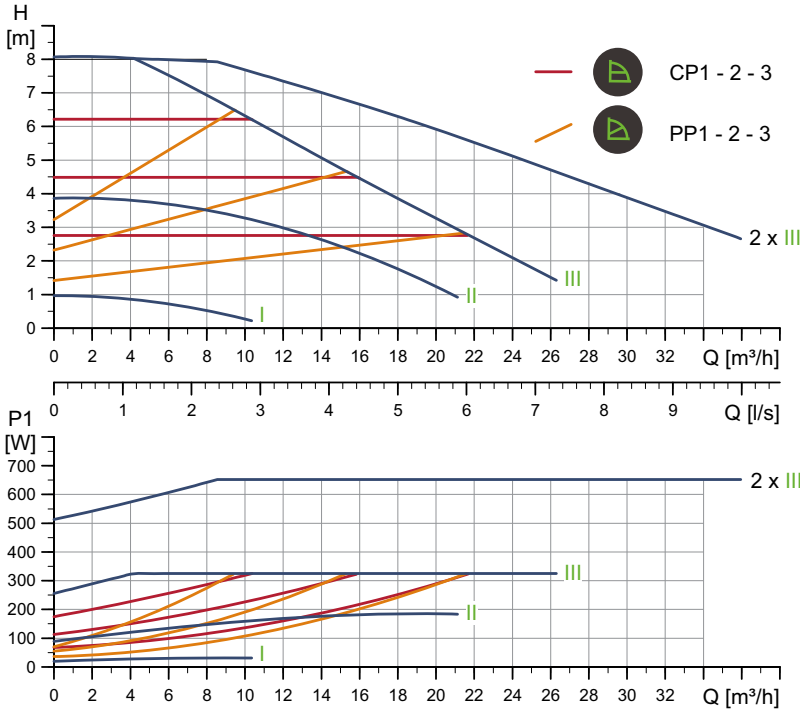 H
[m]
8
7
6
5
4
3
2
1
0
CP1 - 2 - 3
PP1 - 2 - 3
2 x III
III
II
I
0 2 4 6 8 10 12 14 16 18 20 22 24 26 28 30 32 Q [m³/h]
0 1 2 3 4 5 6 7 8 9 Q [l/s]
P1
[W]
700
600
500
400
300
200
100
0
2 x III
III
II
I
0 2 4 6 8 10 12 14 16 18 20 22 24 26 28 30 32 Q [m³/h]